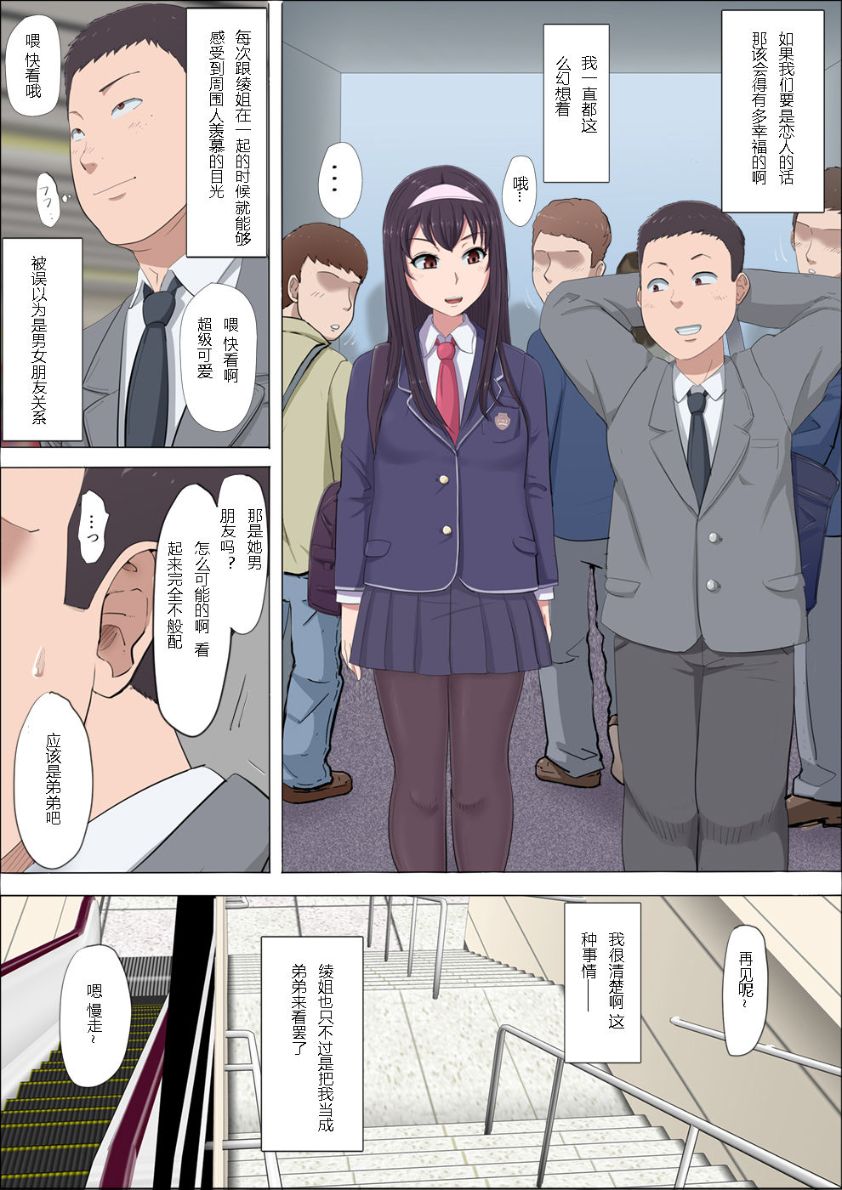 如果我们要是恋人的话
那该会得有多幸福的啊
我一直都这
么幻想着
哦…
…
每次跟绫姐在一起的时候就能够
感受到周围人羡慕的目光
喂 快看哦
フフ…
喂 快看啊
超级可爱
被误以为是男女朋友关系
那是她男
朋友吗?
怎么可能的啊 看
起来完全不般配
…っ
应该是弟弟吧
再见呢~
我很清楚啊 这
种事情——
绫姐也只不过是把我当成
弟弟来看罢了
嗯 慢走~